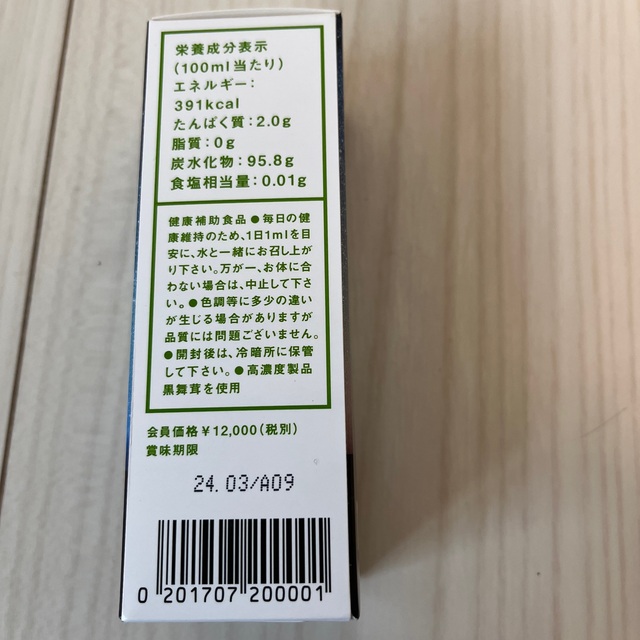 栄養成分表示
(100ml当たり)
エネルギー:
391kcal
たんぱく質:2.0g
脂質:0g
炭水化物:95.8g
食塩相当量:0.01g
健康補助食品 ●毎日の健
康維持のため、1日1mlを目
安に、水と一緒にお召し上が
り下さい。万が一、お体に合
わない場合は、中止して下さ
い。●色調等に多少の違い
が生じる場合がありますが
品質には問題ございません。
●開封後は、冷暗所に保管
して下さい。●高濃度製品
黒舞茸を使用
会員価格 ¥12,000(税別)
賞味期限
24.03/A09
0 201707 200001